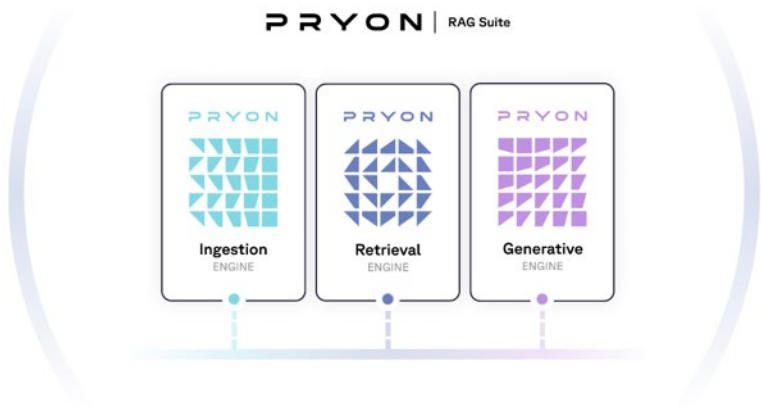 PRYON | RAG Suite
PRYON
Ingestion
ENGINE
PRYON
Retrieval
ENGINE
PRYON
Generative
ENGINE